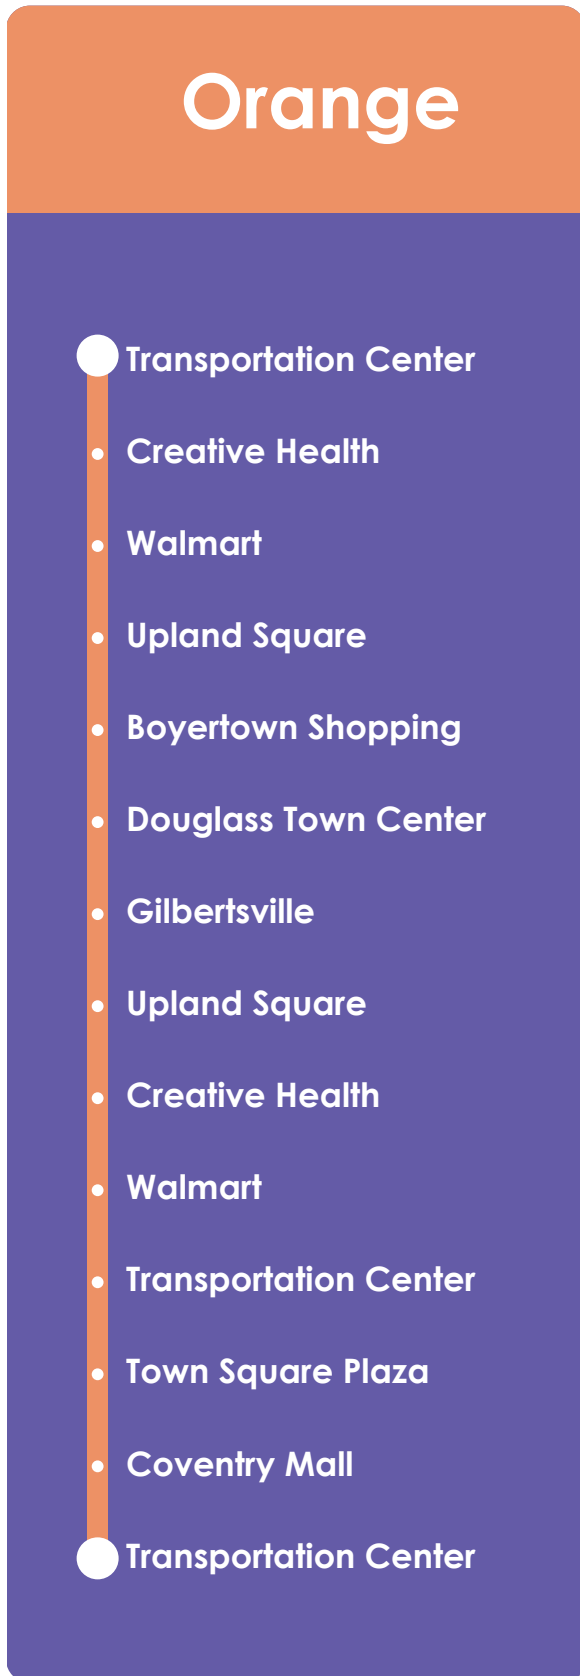 Orange
Transportation Center
Creative Health
Walmart
Upland Square
Boyertown Shopping
Douglass Town Center
Gilbertsville
Upland Square
Creative Health
Walmart
Transportation Center
Town Square Plaza
Coventry Mall
Transportation Center